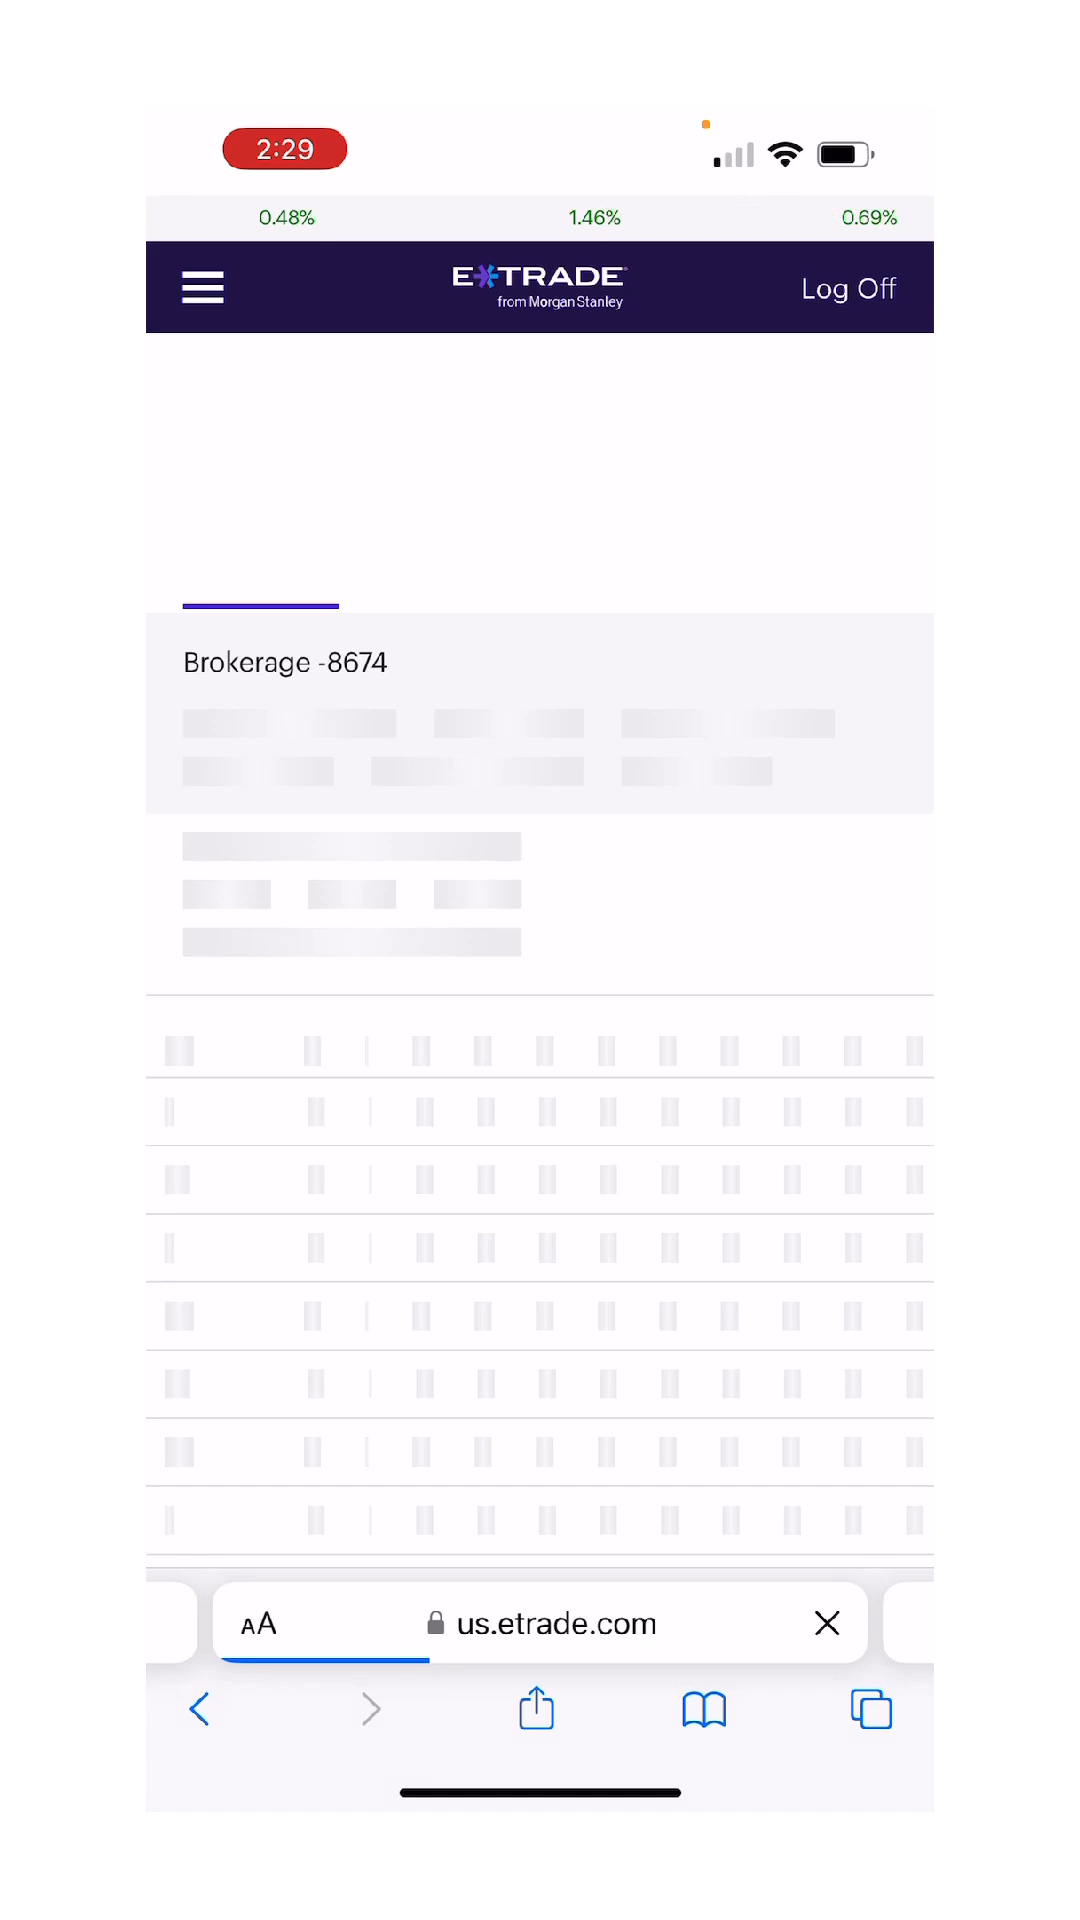 2:29
0.48% 1.46% 0.69%
E*TRADE Log Off
from Morgan Stanley
Brokerage -8674
AA us.etrade.com